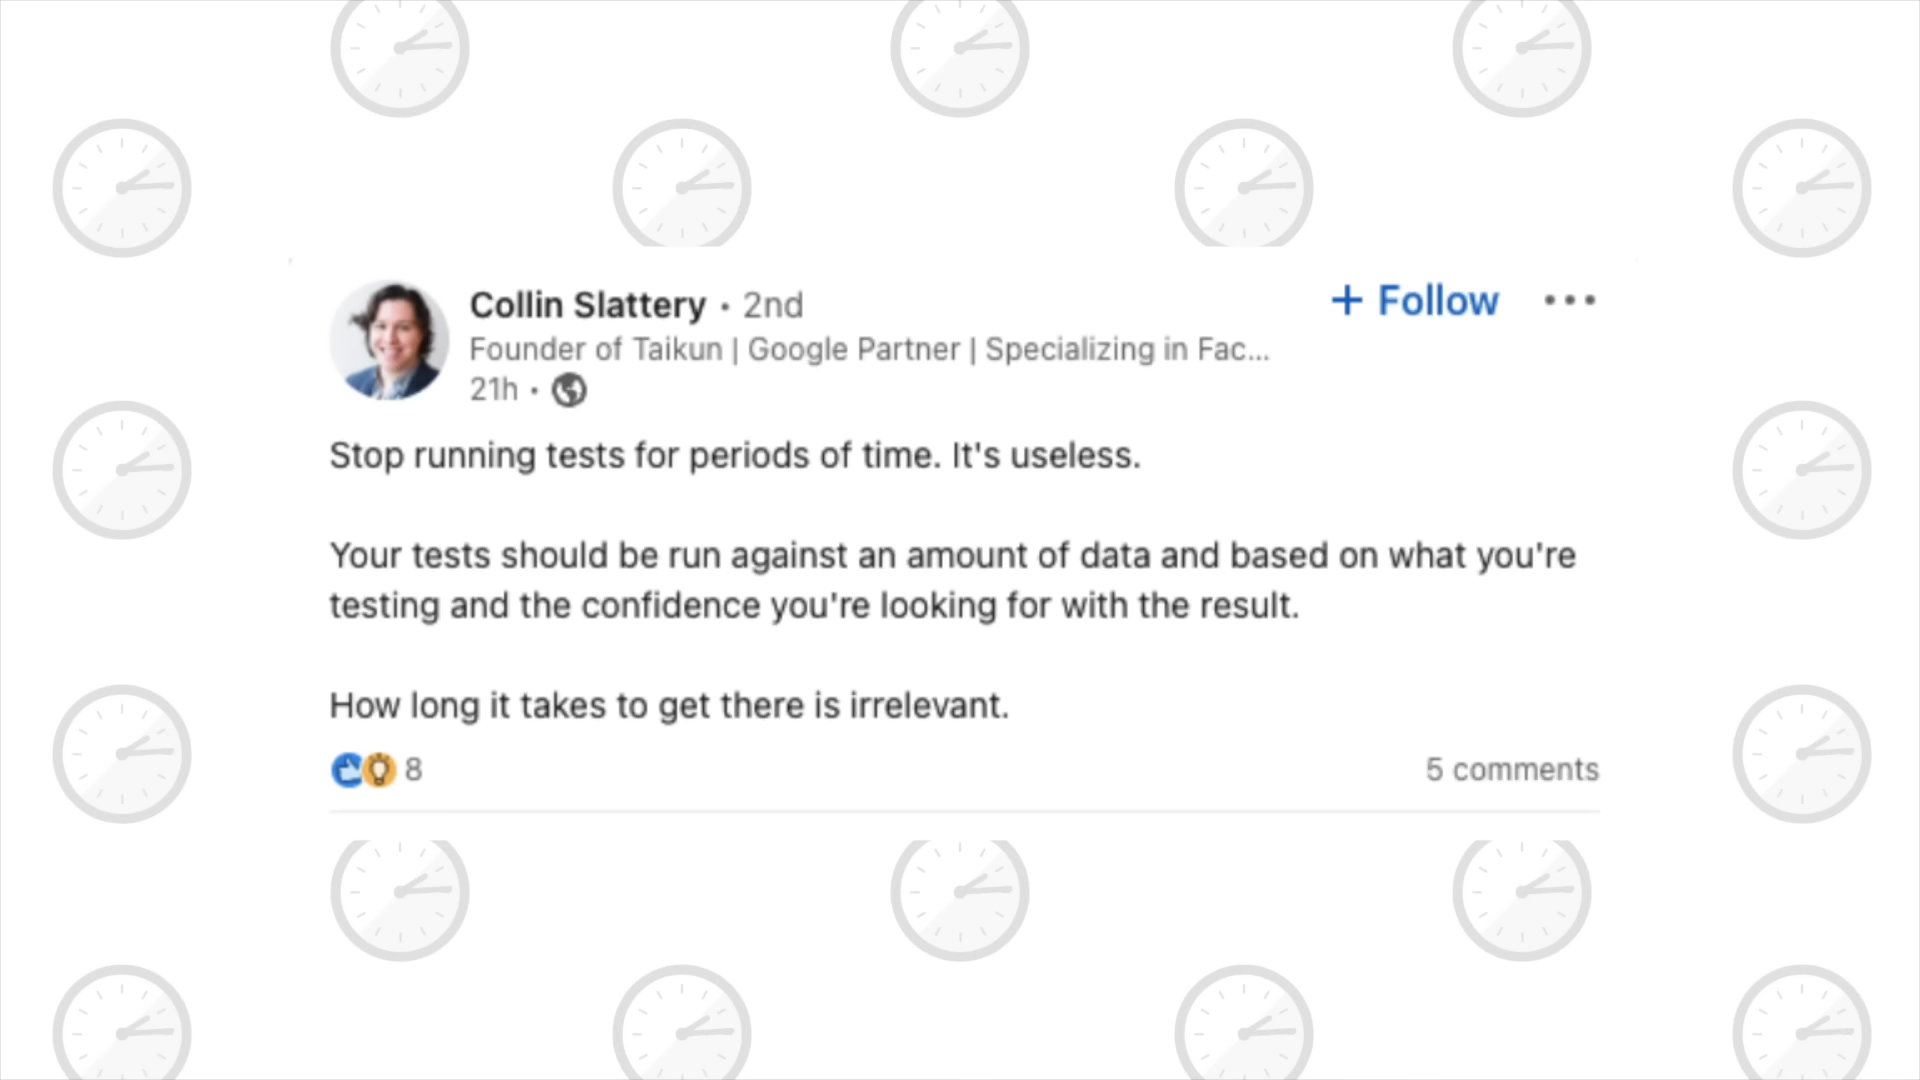 Collin Slattery • 2nd
+ Follow •••
Founder of Taikun | Google Partner | Specializing in Fac...
21h •
Stop running tests for periods of time. It's useless.
Your tests should be run against an amount of data and based on what you're
testing and the confidence you're looking for with the result.
How long it takes to get there is irrelevant.
8
5 comments